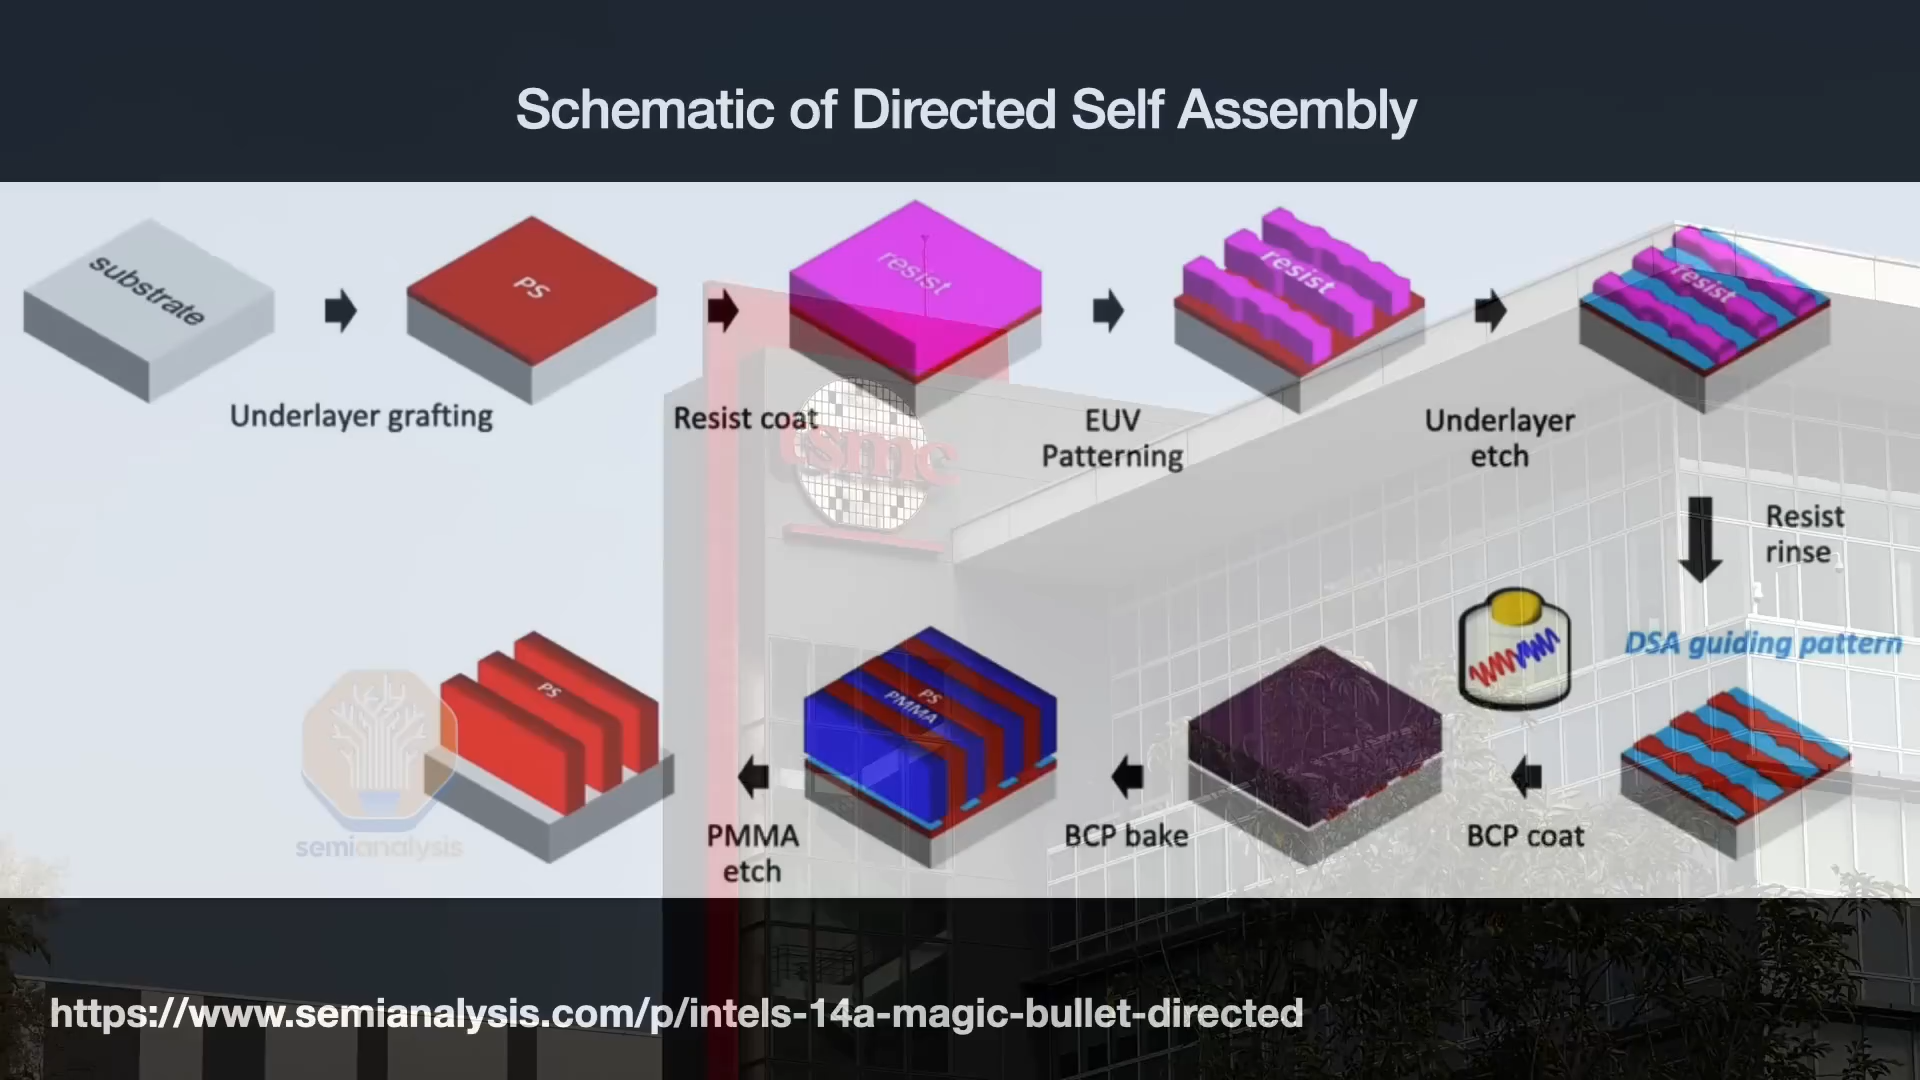 Schematic of Directed Self Assembly
substrate
PS
resist
resist
resist
Underlayer grafting
Resist coat
EUV
Patterning
Underlayer
etch
tsmc
Resist
rinse
DSA guiding pattern
PS
PS
PMMA
semianalysis
PMMA
etch
BCP bake
BCP coat
https://www.semianalysis.com/p/intels-14a-magic-bullet-directed